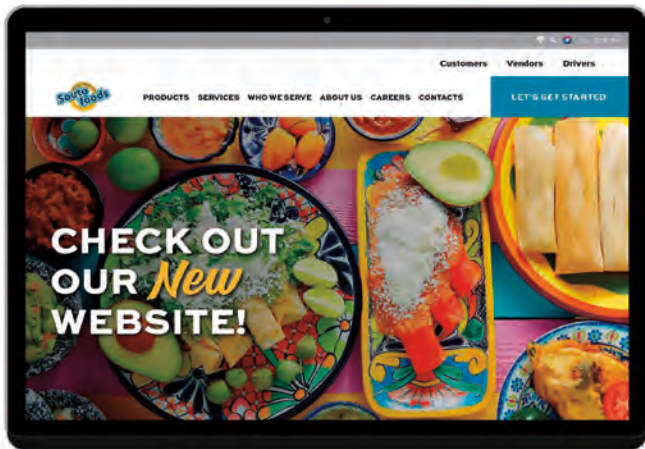 Customers Vendors Drivers
Souto
foods
PRODUCTS SERVICES WHO WE SERVE ABOUT US CAREERS CONTACTS
LET'S GET STARTED
CHECK OUT
OUR New
WEBSITE!